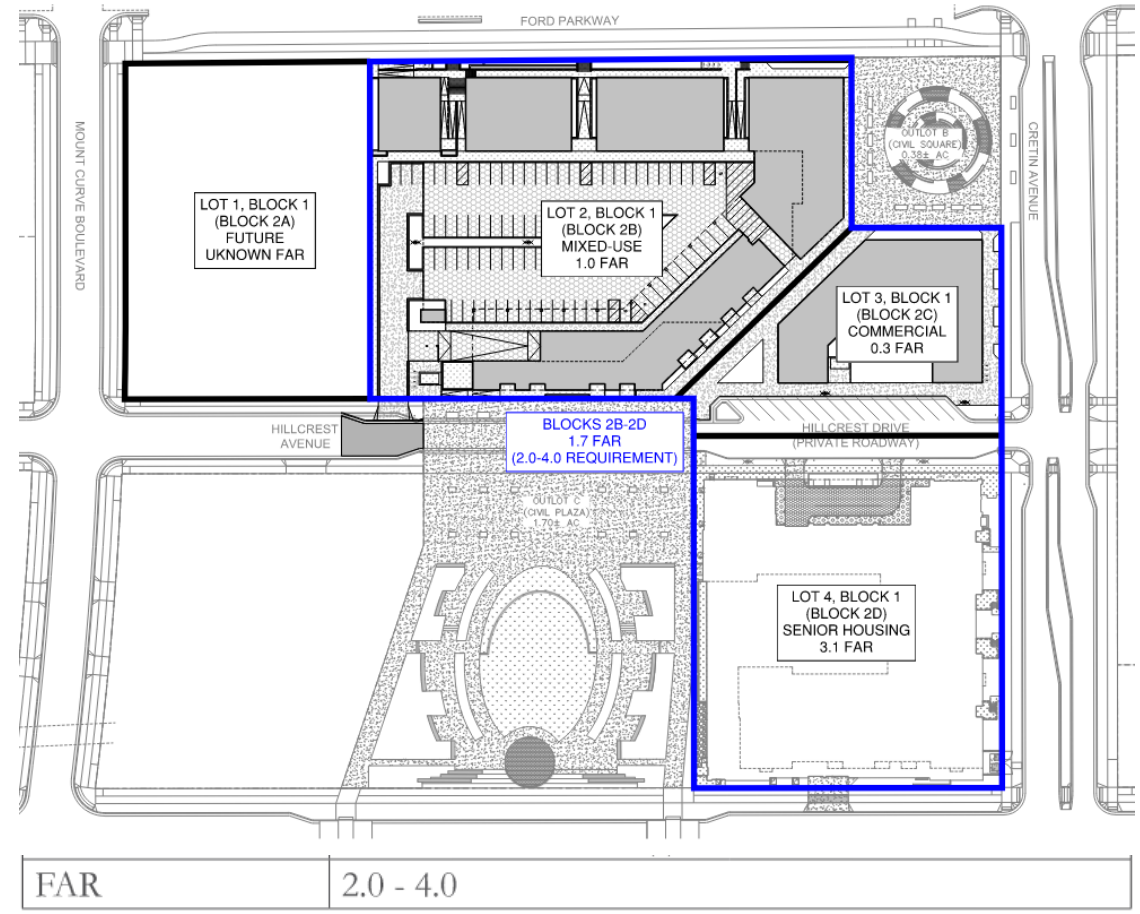 FORD PARKWAY
MOUNT CURVE BOULEVARD
CRETIN AVENUE
OUTLOT B
(CIVIL SQUARE)
0.38± AC
LOT 1, BLOCK 1
(BLOCK 2A)
FUTURE
UKNOWN FAR
LOT 2, BLOCK 1
(BLOCK 2B)
MIXED-USE
1.0 FAR
LOT 3, BLOCK 1
(BLOCK 2C)
COMMERCIAL
0.3 FAR
HILLCREST
AVENUE
BLOCKS 2B-2D
1.7 FAR
(2.0-4.0 REQUIREMENT)
HILLCREST DRIVE
(PRIVATE ROADWAY)
OUTLOT C
(CIVIL PLAZA)
1.70± AC
LOT 4, BLOCK 1
(BLOCK 2D)
SENIOR HOUSING
3.1 FAR
FAR
2.0 - 4.0